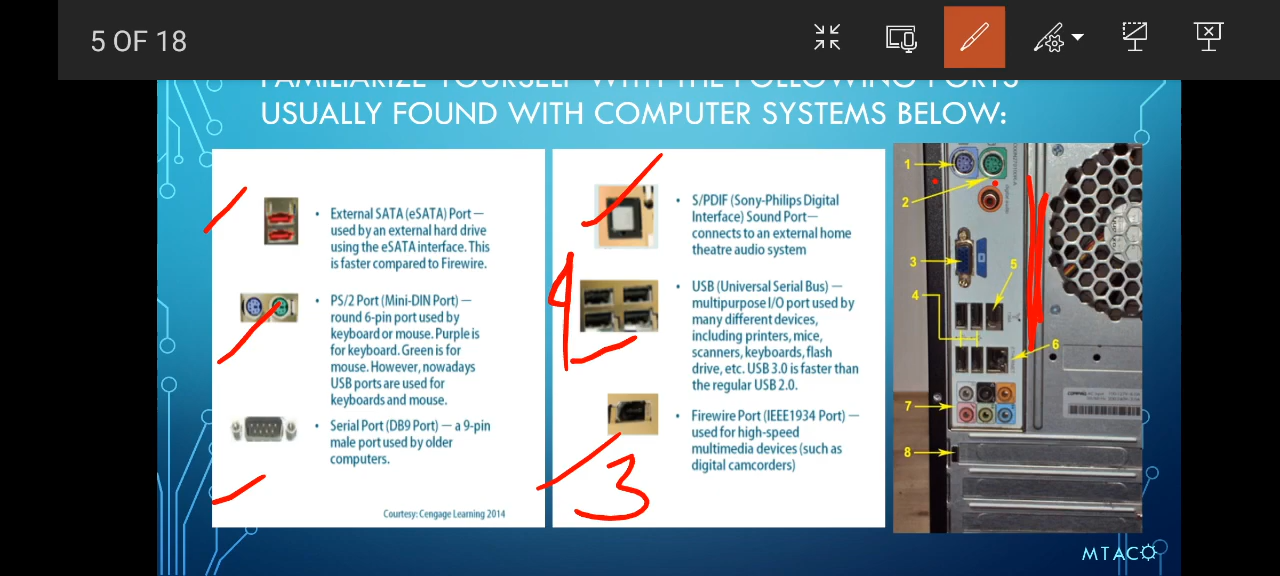 5 OF 18
FAMILIARIZE YOURSELF WITH THE FOLLOWING PORTS
USUALLY FOUND WITH COMPUTER SYSTEMS BELOW:
• External SATA (eSATA) Port —
used by an external hard drive
using the eSATA interface. This
is faster compared to Firewire.
• PS/2 Port (Mini-DIN Port) —
round 6-pin port used by
keyboard or mouse. Purple is
for keyboard. Green is for
mouse. However, nowadays
USB ports are used for
keyboards and mouse.
• Serial Port (DB9 Port) — a 9-pin
male port used by older
computers.
Courtesy: Cengage Learning 2014
• S/PDIF (Sony-Philips Digital
Interface) Sound Port—
connects to an external home
theatre audio system
• USB (Universal Serial Bus) —
multipurpose I/O port used by
many different devices,
including printers, mice,
scanners, keyboards, flash
drive, etc. USB 3.0 is faster than
the regular USB 2.0.
• Firewire Port (IEEE1934 Port) —
used for high-speed
multimedia devices (such as
digital camcorders)
3
1
2
3
5
4
6
7
8
MTAC